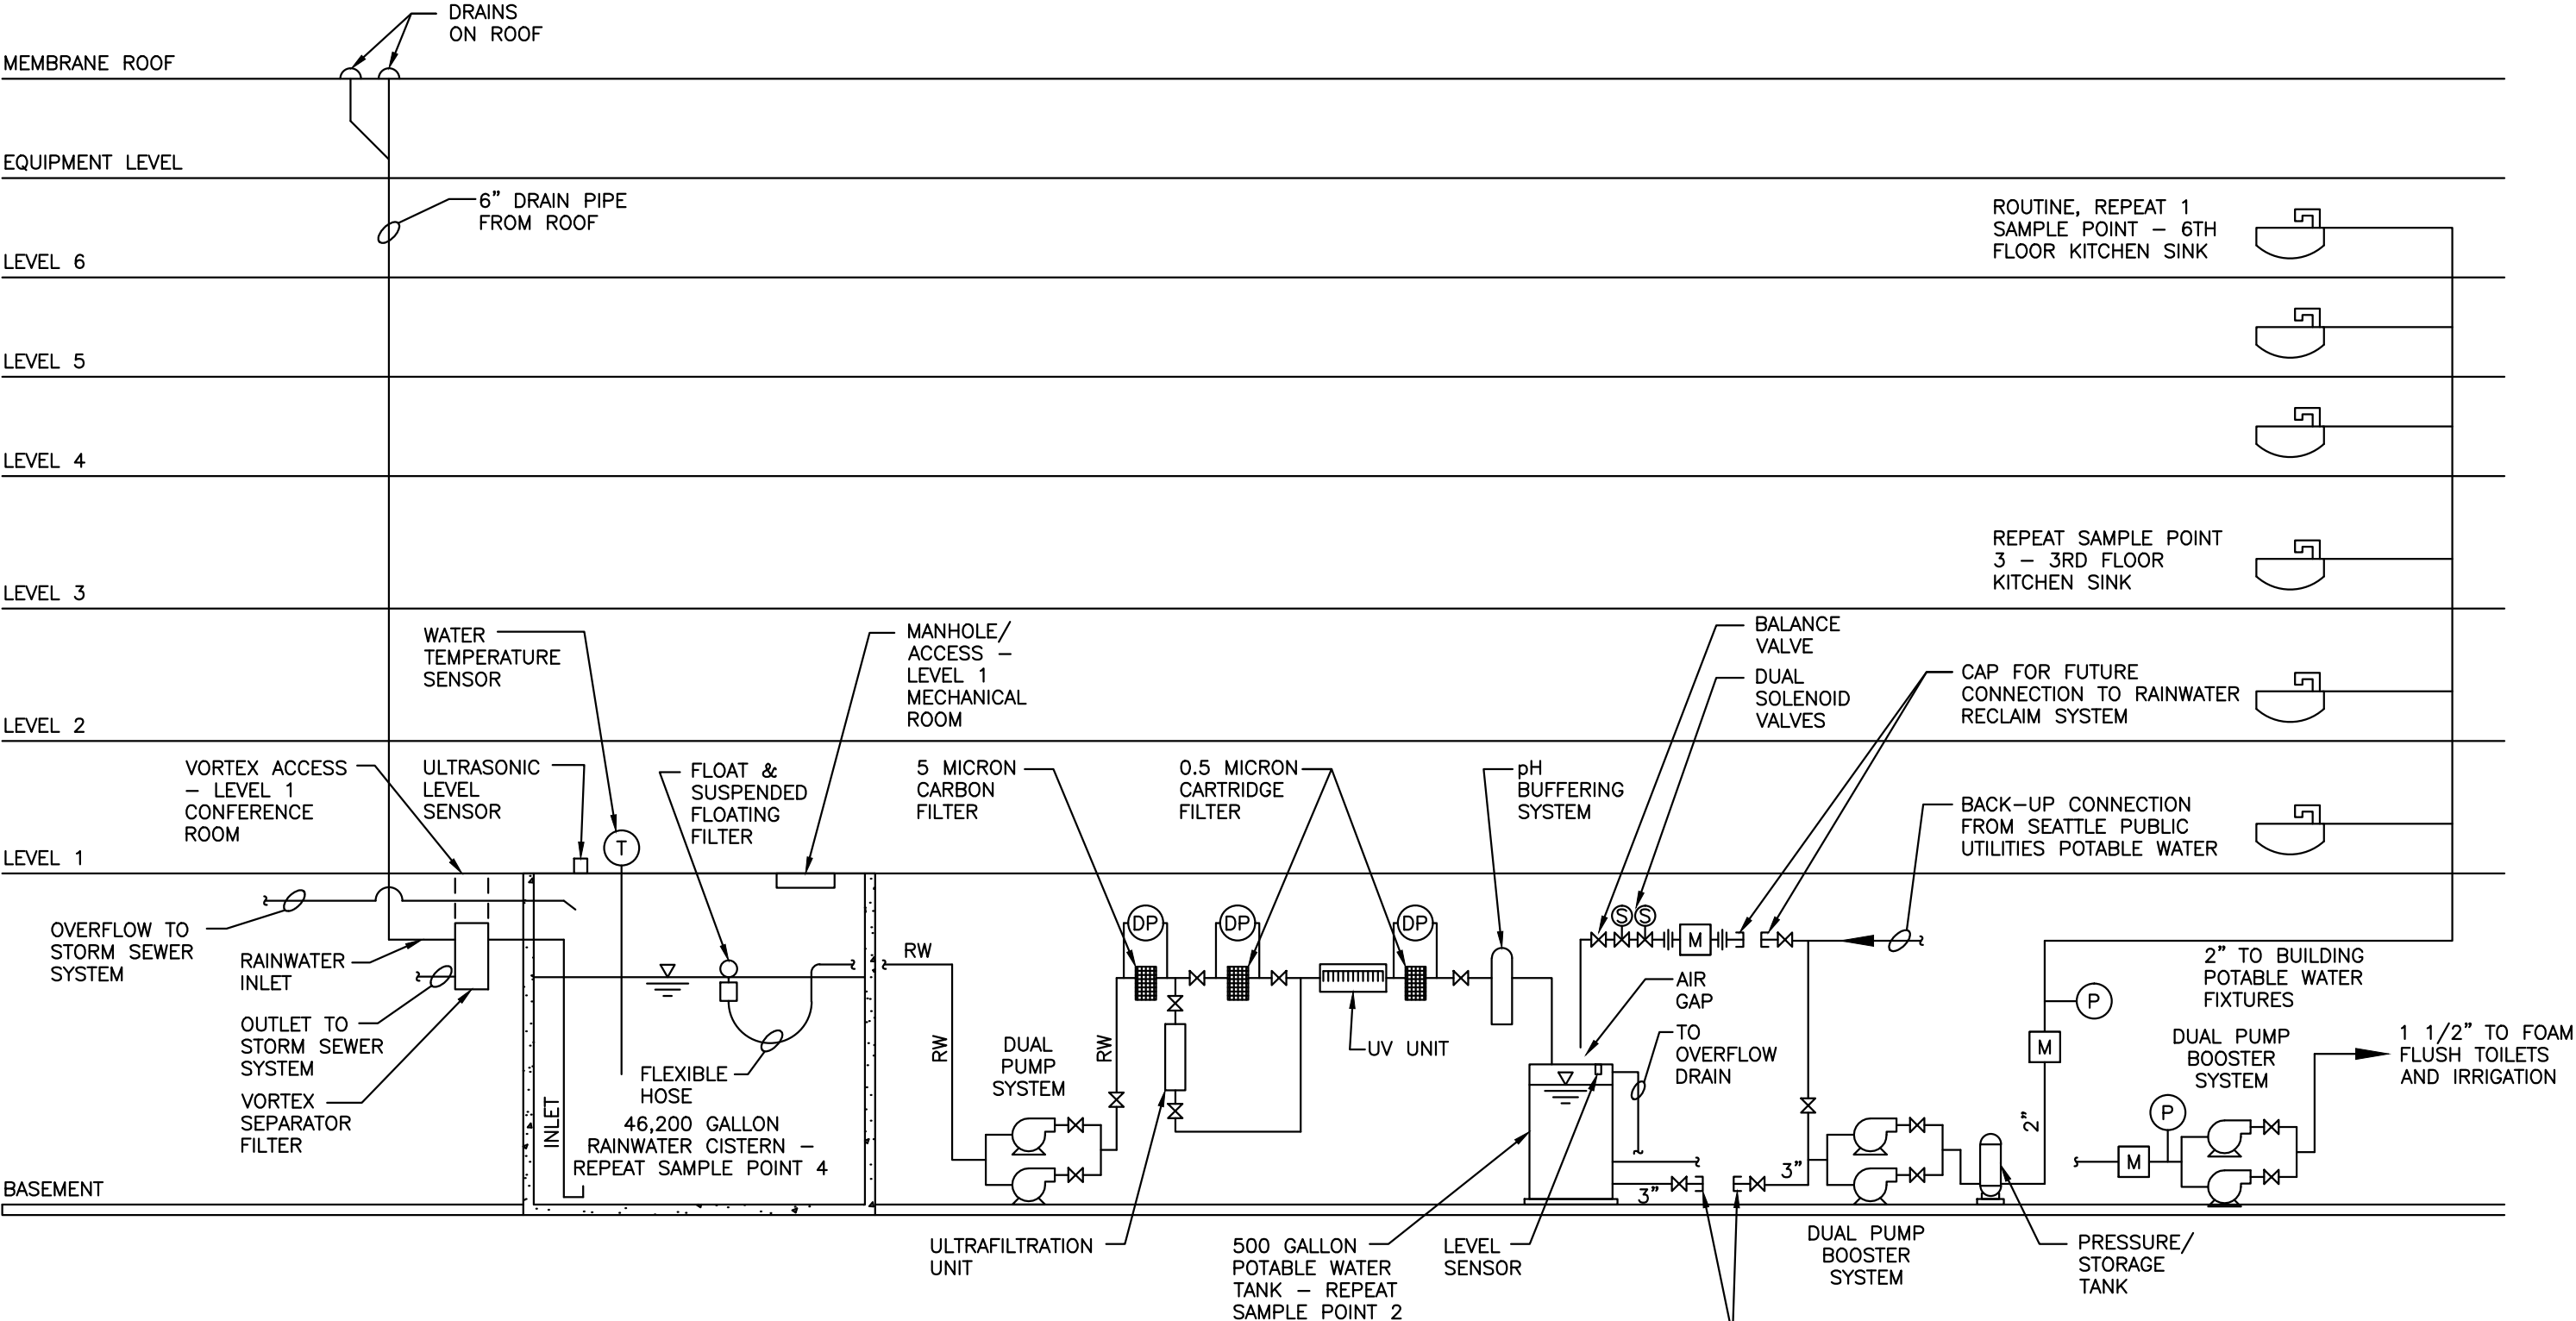 DRAINS
ON ROOF
MEMBRANE ROOF
EQUIPMENT LEVEL
6” DRAIN PIPE
FROM ROOF
ROUTINE, REPEAT 1
SAMPLE POINT – 6TH
FLOOR KITCHEN SINK
LEVEL 6
LEVEL 5
LEVEL 4
REPEAT SAMPLE POINT
3 – 3RD FLOOR
KITCHEN SINK
LEVEL 3
WATER
TEMPERATURE
SENSOR
MANHOLE/
ACCESS –
LEVEL 1
MECHANICAL
ROOM
BALANCE
VALVE
DUAL
SOLENOID
VALVES
CAP FOR FUTURE
CONNECTION TO RAINWATER
RECLAIM SYSTEM
LEVEL 2
VORTEX ACCESS
– LEVEL 1
CONFERENCE
ROOM
ULTRASONIC
LEVEL
SENSOR
FLOAT &
SUSPENDED
FLOATING
FILTER
5 MICRON
CARBON
FILTER
0.5 MICRON
CARTRIDGE
FILTER
pH
BUFFERING
SYSTEM
BACK–UP CONNECTION
FROM SEATTLE PUBLIC
UTILITIES POTABLE WATER
LEVEL 1
T
OVERFLOW TO
STORM SEWER
SYSTEM
RAINWATER
INLET
OUTLET TO
STORM SEWER
SYSTEM
VORTEX
SEPARATOR
FILTER
INLET
FLEXIBLE
HOSE
46,200 GALLON
RAINWATER CISTERN –
REPEAT SAMPLE POINT 4
RW
RW
DUAL
PUMP
SYSTEM
RW
DP
DP
DP
UV UNIT
S
S
M
AIR
GAP
TO
OVERFLOW
DRAIN
3”
3”
2” TO BUILDING
POTABLE WATER
FIXTURES
P
M
2”
DUAL PUMP
BOOSTER
SYSTEM
1 1/2” TO FOAM
FLUSH TOILETS
AND IRRIGATION
P
M
BASEMENT
ULTRAFILTRATION
UNIT
500 GALLON
POTABLE WATER
TANK – REPEAT
SAMPLE POINT 2
LEVEL
SENSOR
DUAL PUMP
BOOSTER
SYSTEM
PRESSURE/
STORAGE
TANK